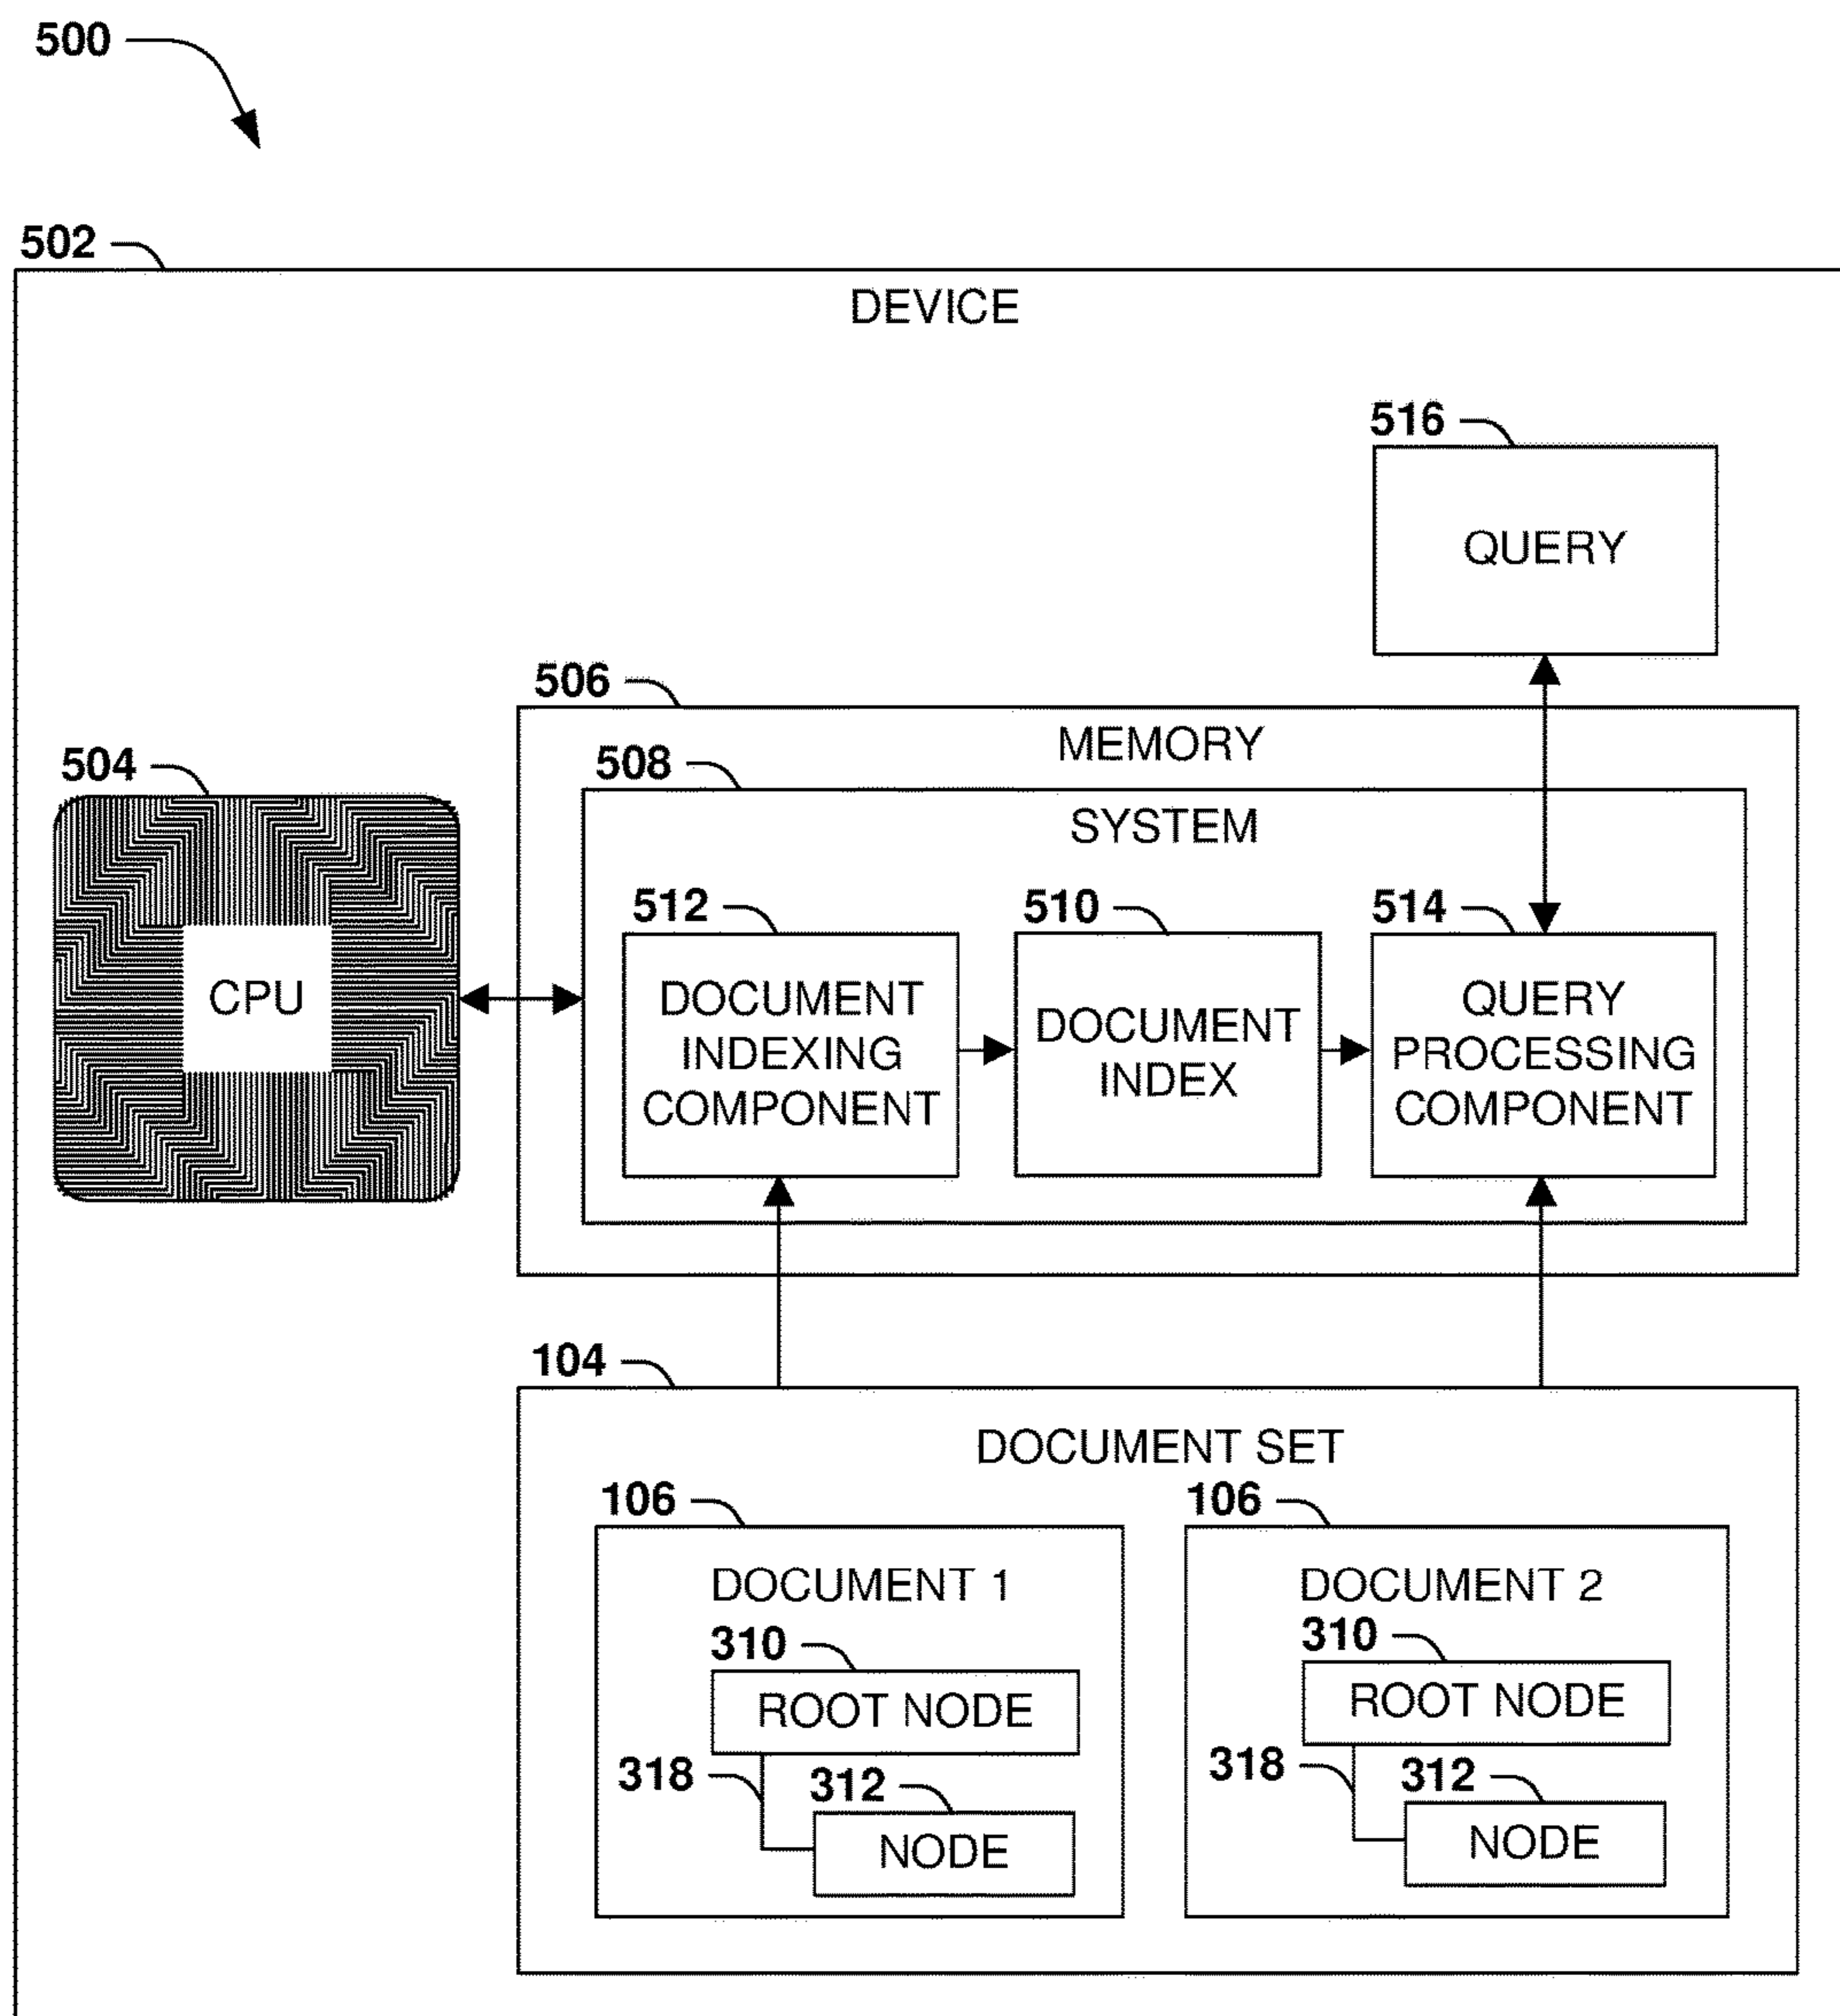 500
502
DEVICE
516
QUERY
506
MEMORY
504
508
SYSTEM
CPU
512
DOCUMENT
INDEXING
COMPONENT
510
DOCUMENT
INDEX
514
QUERY
PROCESSING
COMPONENT
104
DOCUMENT SET
106
DOCUMENT 1
310
ROOT NODE
318
312
NODE
106
DOCUMENT 2
310
ROOT NODE
318
312
NODE